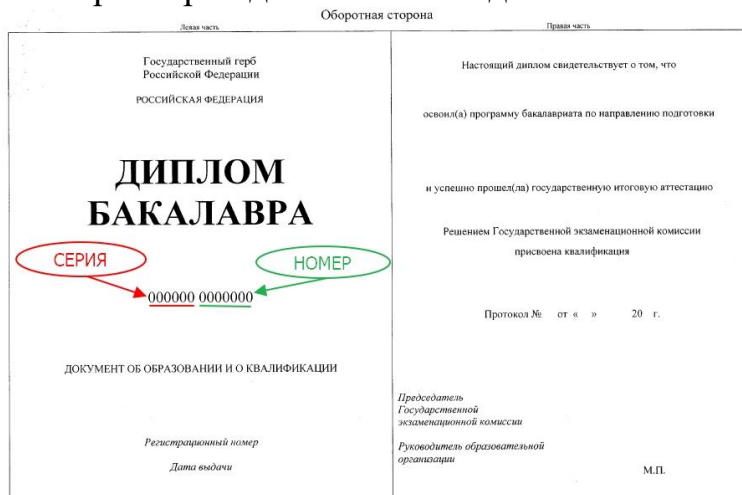 Оборотная сторона
Левая часть
Государственный герб
Российской Федерации
РОССИЙСКАЯ ФЕДЕРАЦИЯ
ДИПЛОМ
БАКАЛАВРА
СЕРИЯ
НОМЕР
000000 0000000
ДОКУМЕНТ ОБ ОБРАЗОВАНИИ И О КВАЛИФИКАЦИИ
Регистрационный номер
Дата выдачи
Правая часть
Настоящий диплом свидетельствует о том, что
освоил(а) программу бакалавриата по направлению подготовки
и успешно прошел(ла) государственную итоговую аттестацию
Решением Государственной экзаменационной комиссии
присвоена квалификация
Протокол № от « » 20 г.
Председатель
Государственной
экзаменационной комиссии
Руководитель образовательной
организации
М.П.